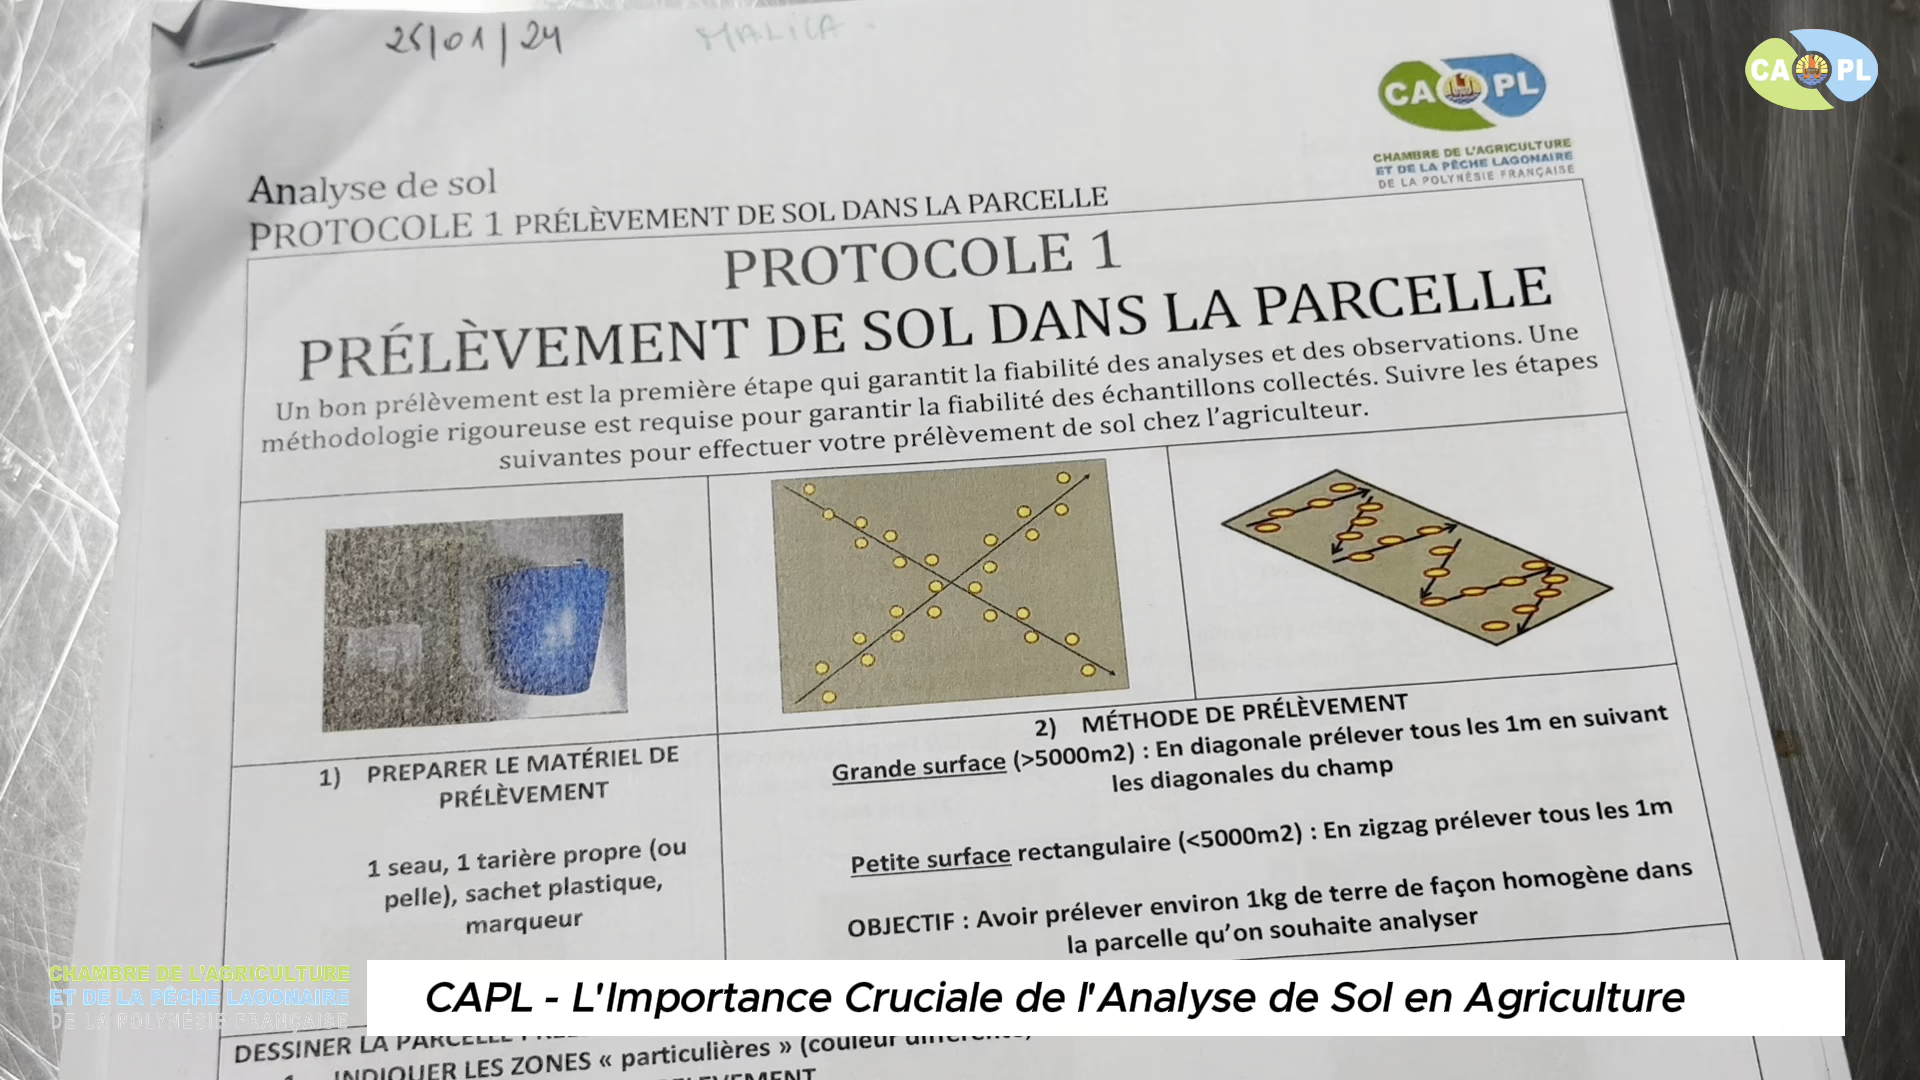 25/01/24
MALICA
CAPL
CAPL
CHAMBRE DE L'AGRICULTURE
ET DE LA PÊCHE LAGONAIRE
DE LA POLYNÉSIE FRANÇAISE
Analyse de sol
PROTOCOLE 1 PRÉLÈVEMENT DE SOL DANS LA PARCELLE
PROTOCOLE 1
PRÉLÈVEMENT DE SOL DANS LA PARCELLE
Un bon prélèvement est la première étape qui garantit la fiabilité des analyses et des observations. Une
méthodologie rigoureuse est requise pour garantir la fiabilité des échantillons collectés. Suivre les étapes
suivantes pour effectuer votre prélèvement de sol chez l'agriculteur.
1) PREPARER LE MATÉRIEL DE
PRÉLÈVEMENT
1 seau, 1 tarière propre (ou
pelle), sachet plastique,
marqueur
2) MÉTHODE DE PRÉLÈVEMENT
Grande surface (>5000m2) : En diagonale prélever tous les 1m en suivant
les diagonales du champ
Petite surface rectangulaire (<5000m2) : En zigzag prélever tous les 1m
OBJECTIF : Avoir prélever environ 1kg de terre de façon homogène dans
la parcelle qu'on souhaite analyser
CHAMBRE DE L'AGRICULTURE
ET DE LA PÊCHE LAGONAIRE
DE LA POLYNÉSIE FRANÇAISE
CAPL - L'Importance Cruciale de l'Analyse de Sol en Agriculture
DESSINER LA PARCELLE
INDIQUER LES ZONES « particulières » (couleur